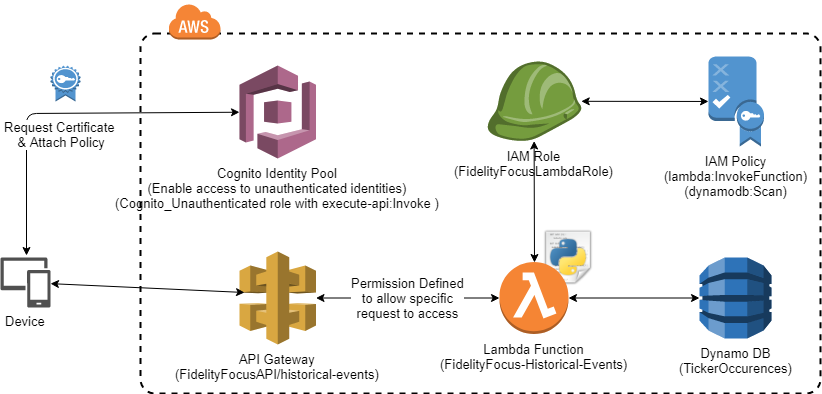 AWS
Request Certificate
& Attach Policy
Cognito Identity Pool
(Enable access to unauthenticated identities)
(Cognito_Unauthenticated role with execute-api:Invoke )
IAM Role
(FidelityFocusLambdaRole)
IAM Policy
(lambda:InvokeFunction)
(dynamodb:Scan)
Device
API Gateway
(FidelityFocusAPI/historical-events)
Permission Defined
to allow specific
request to access
λ
Lambda Function
(FidelityFocus-Historical-Events)
Dynamo DB
(TickerOccurences)